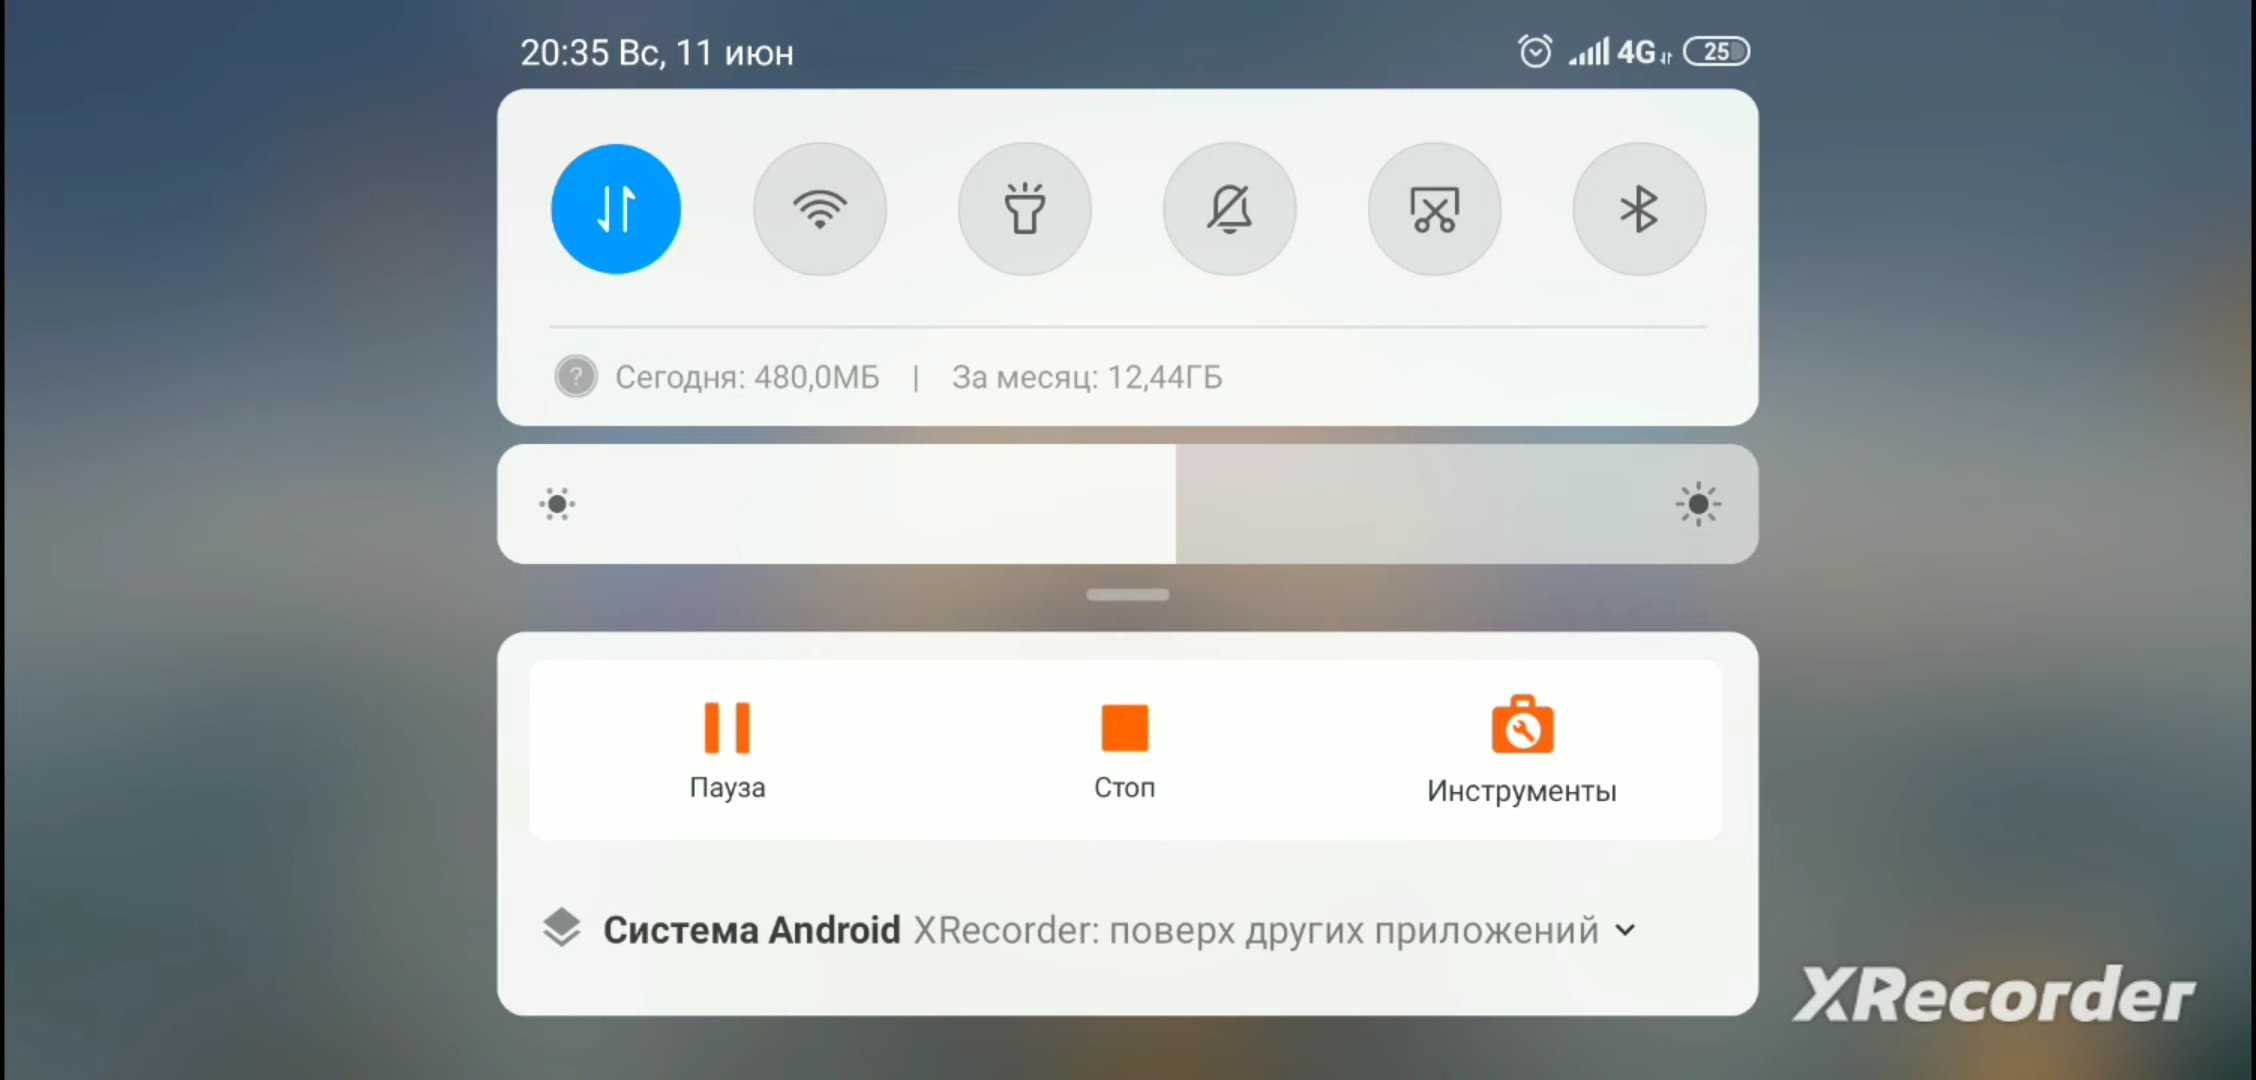 20:35 Вс, 11 июн
4G 25
Сегодня: 480,0МБ | За месяц: 12,44ГБ
Пауза
Стоп
Инструменты
Система Android XRecorder: поверх других приложений
XRecorder